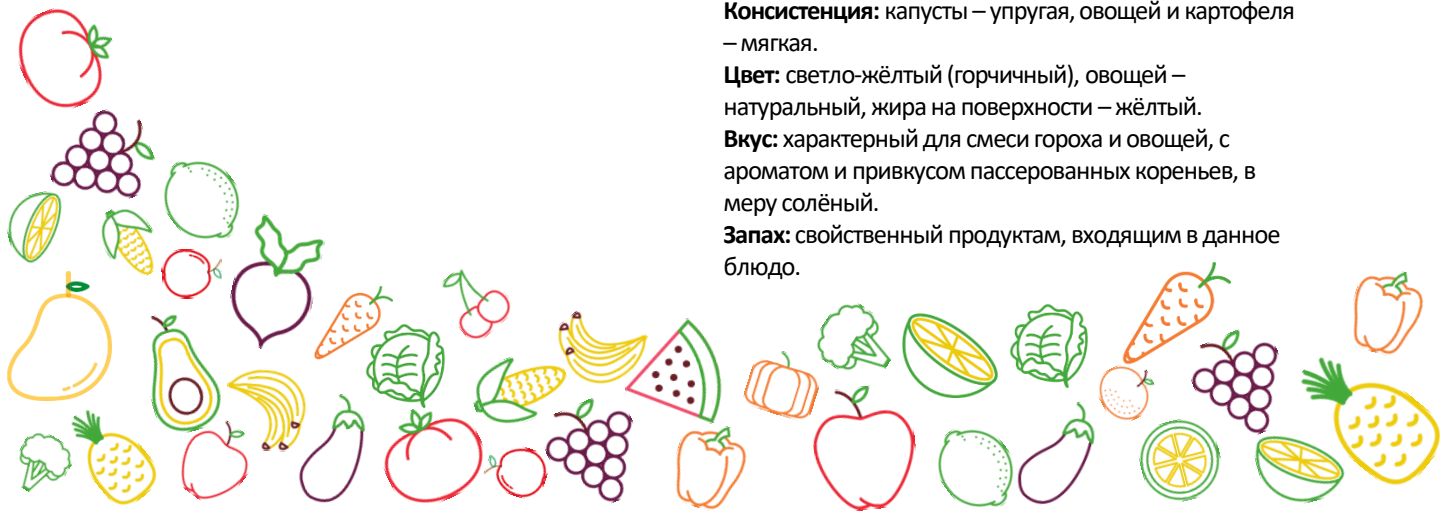 Консистенция: капусты – упругая, овощей и картофеля
– мягкая.
Цвет: светло-жёлтый (горчичный), овощей –
натуральный, жира на поверхности – жёлтый.
Вкус: характерный для смеси гороха и овощей, с
ароматом и привкусом пассерованных кореньев, в
меру солёный.
Запах: свойственный продуктам, входящим в данное
блюдо.